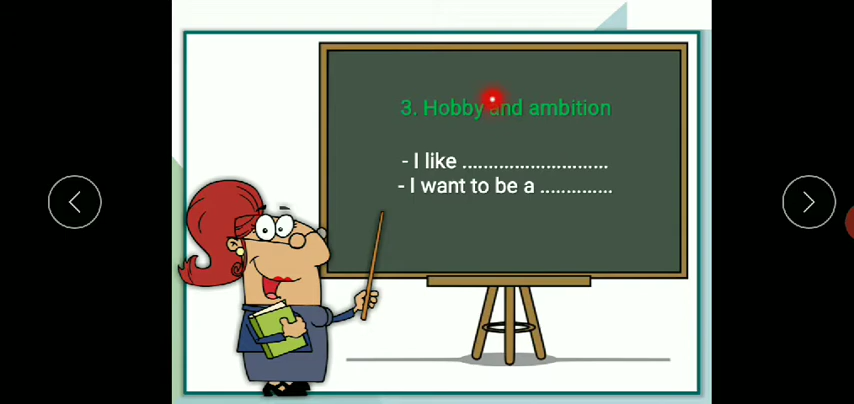 3. Hobby and ambition
- I like ............................
- I want to be a ..............